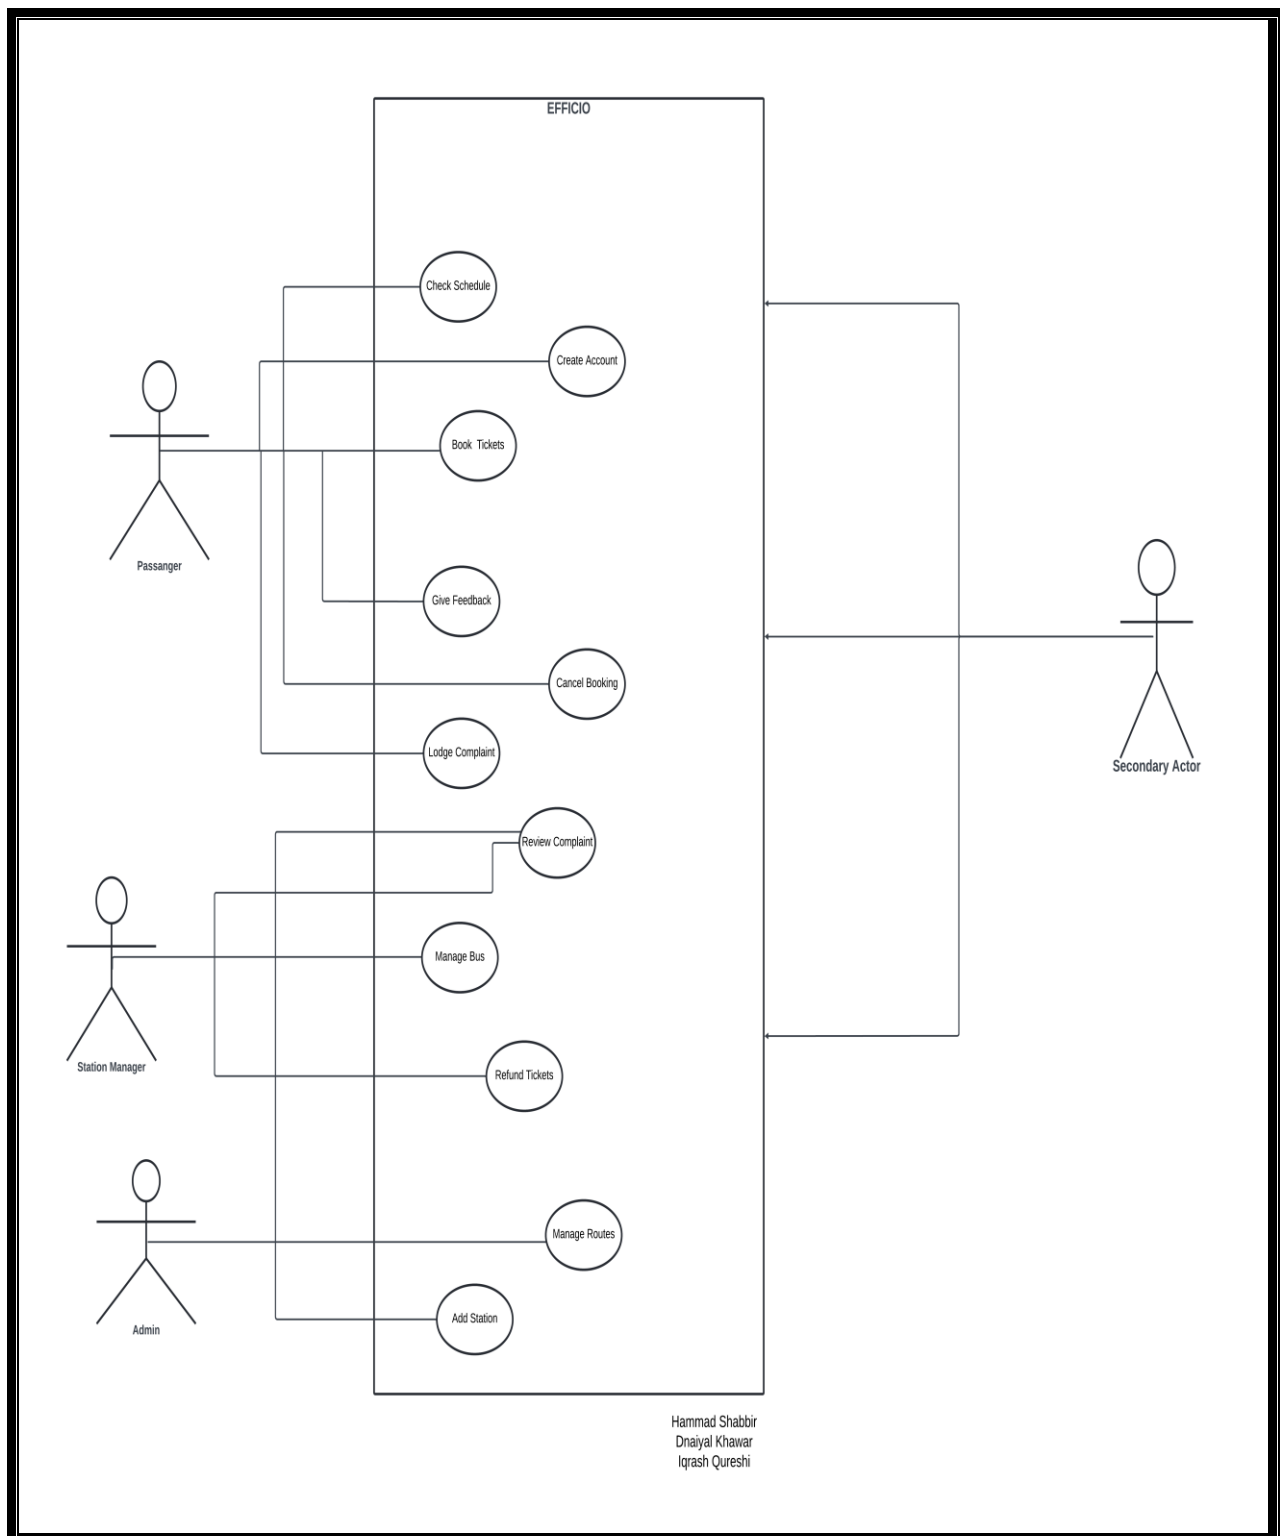 EFFICIO
Check Schedule
Create Account
Book Tickets
Passanger
Give Feedback
Cancel Booking
Lodge Complaint
Secondary Actor
Review Complaint
Manage Bus
Station Manager
Refund Tickets
Manage Routes
Add Station
Admin
Hammad Shabbir
Dnaiyal Khawar
Iqrash Qureshi